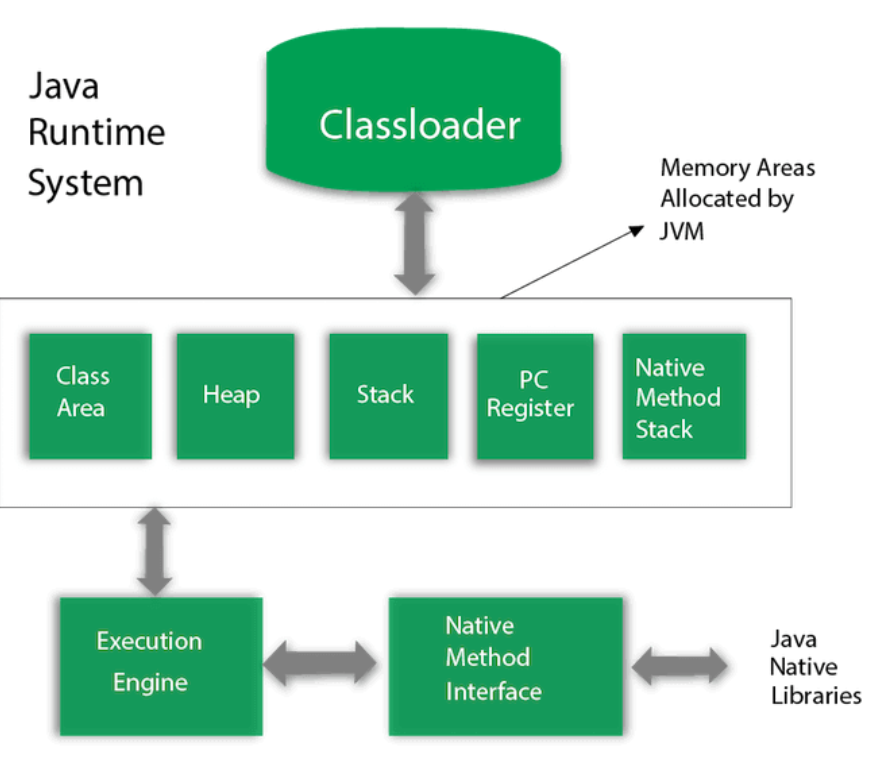 Java
Runtime
System
Classloader
Memory Areas
Allocated by
JVM
Class
Area
Heap
Stack
PC
Register
Native
Method
Stack
Execution
Engine
Native
Method
Interface
Java
Native
Libraries